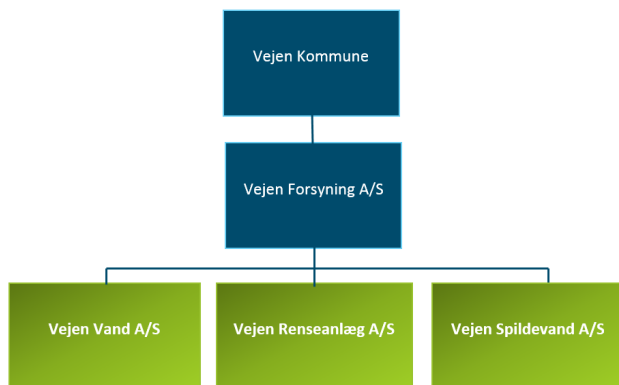 Vejen Kommune
Vejen Forsyning A/S
Vejen Vand A/S
Vejen Renseanlæg A/S
Vejen Spildevand A/S